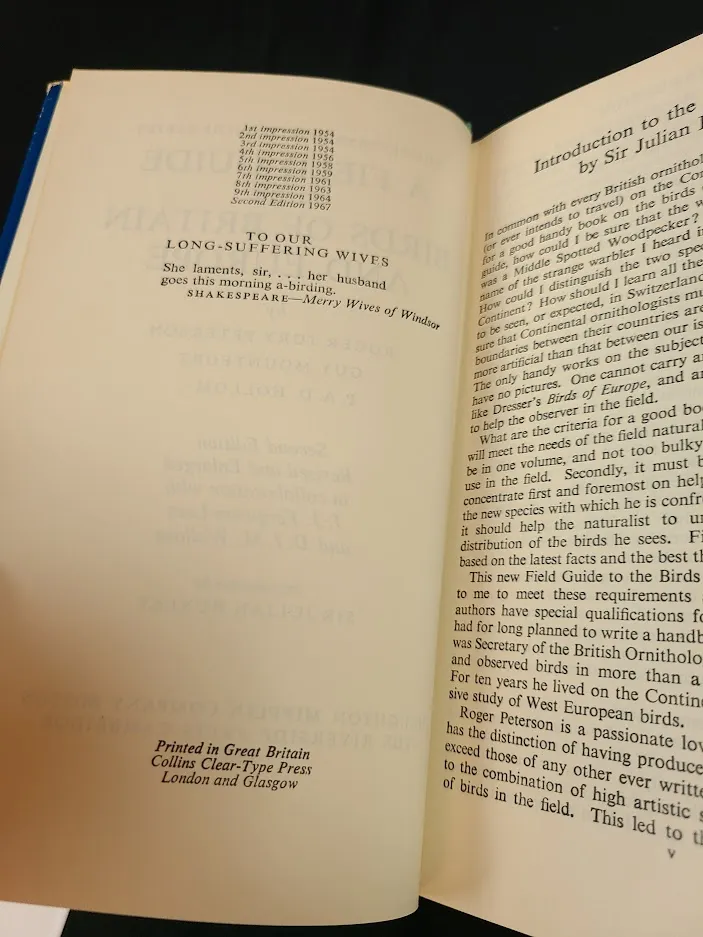 1st impression 1954
2nd impression 1954
3rd impression 1954
4th impression 1956
5th impression 1958
6th impression 1959
7th impression 1961
8th impression 1963
9th impression 1964
Second Edition 1967
TO OUR
LONG-SUFFERING WIVES
She laments, sir, . . . her husband
goes this morning a-birding.
SHAKESPEARE—Merry Wives of Windsor
Printed in Great Britain
Collins Clear-Type Press
London and Glasgow
Introduction to the
by Sir Julian
In common with every British ornithol
(or ever intends to travel) on the Con
for a good handy book on the birds
guide, how could I be sure that the w
was a Middle Spotted Woodpecker?
name of the strange warbler I heard i
How could I distinguish the two spec
Continent? How should I learn all the
to be seen, or expected, in Switzerland
sure that Continental ornithologists mu
boundaries between their countries are
more artificial than that between our is
The only handy works on the subject
have no pictures. One cannot carry a
like Dresser's Birds of Europe, and a
to help the observer in the field.
What are the criteria for a good boo
will meet the needs of the field natural
be in one volume, and not too bulky
use in the field. Secondly, it must b
concentrate first and foremost on help
the new species with which he is confr
it should help the naturalist to u
distribution of the birds he sees. Fi
based on the latest facts and the best th
This new Field Guide to the Birds
to me to meet these requirements
authors have special qualifications fo
had for long planned to write a handb
was Secretary of the British Ornitholo
and observed birds in more than a
For ten years he lived on the Contin
sive study of West European birds.
Roger Peterson is a passionate lov
has the distinction of having produce
exceed those of any other ever writte
to the combination of high artistic s
of birds in the field. This led to th
v